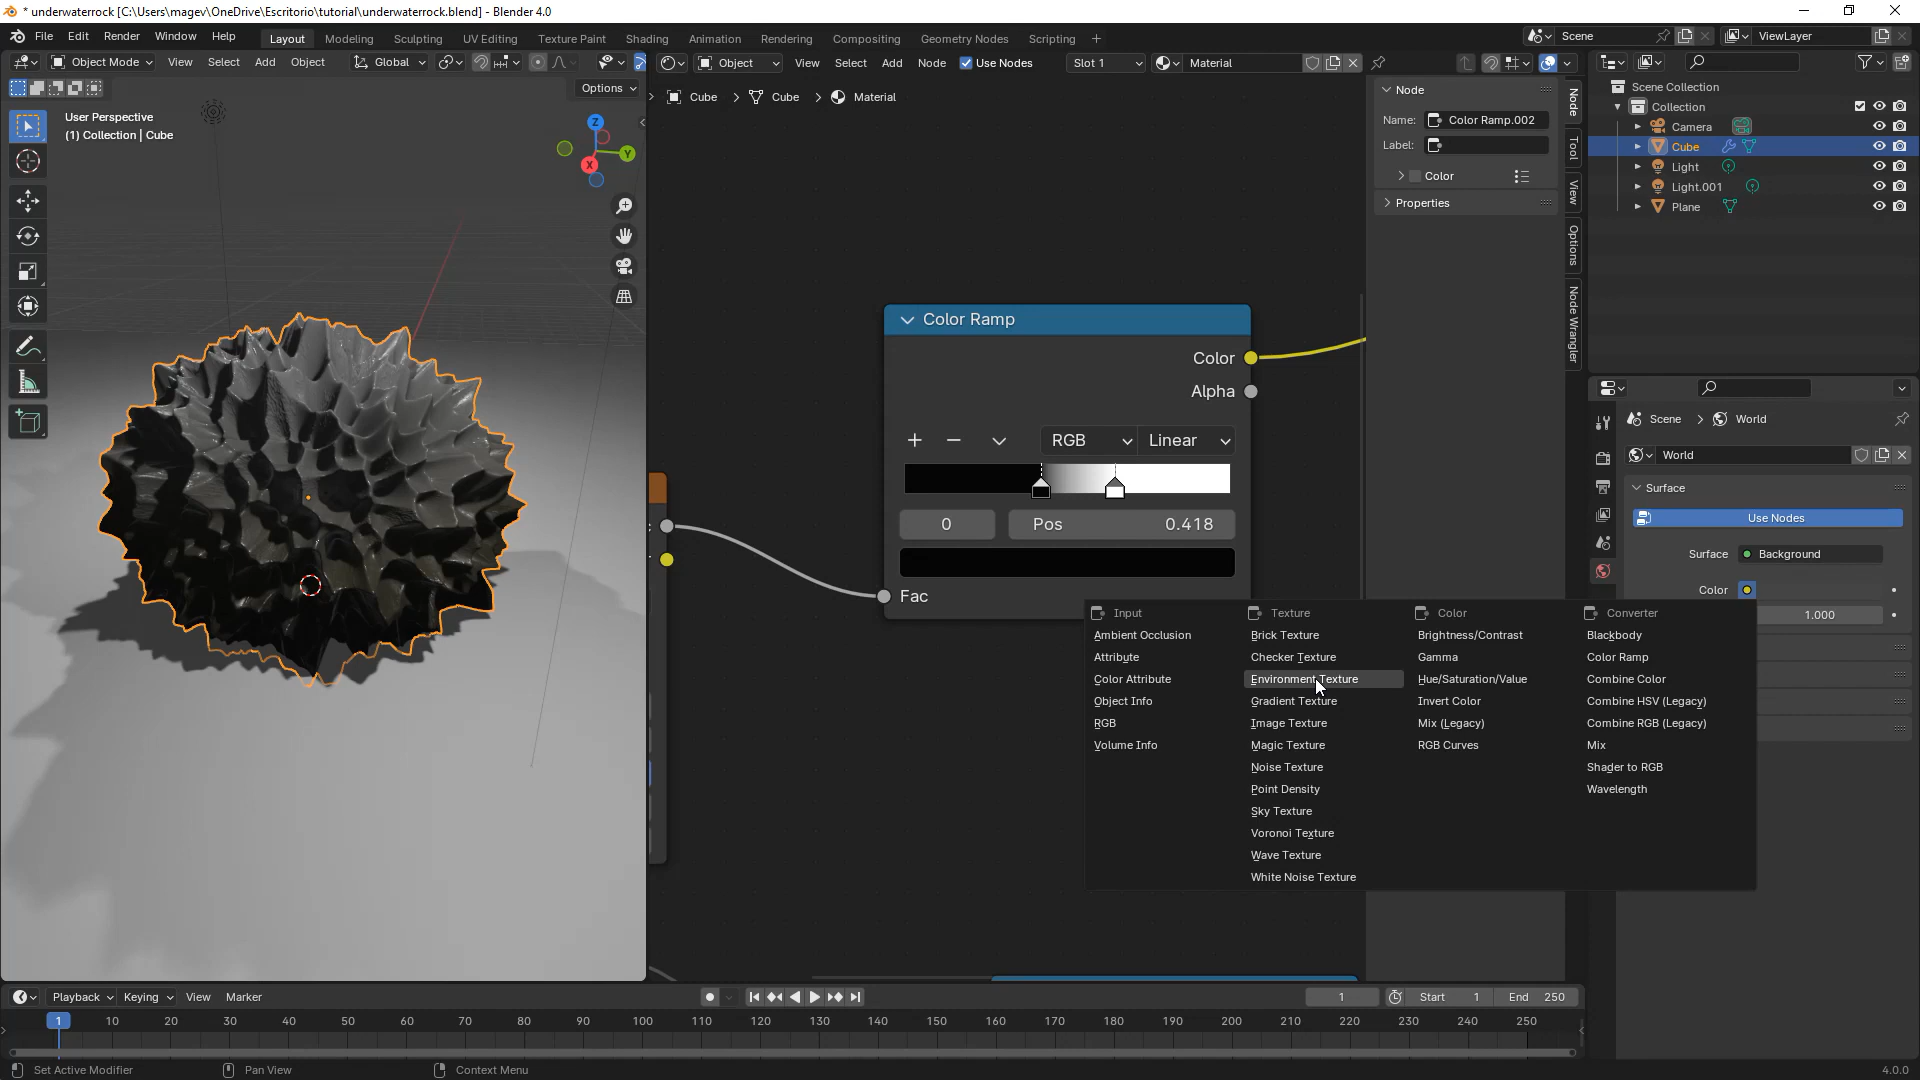 * underwaterrock [C:\Users\magev\OneDrive\Escritorio\tutorial\underwaterrock.blend] - Blender 4.0
File Edit Render Window Help Layout Modeling Sculpting UV Editing Texture Paint Shading Animation Rendering Compositing Geometry Nodes Scripting + Scene ViewLayer
Object Mode View Select Add Object Global Object View Select Add Node Use Nodes Slot 1 Material
Options
Cube Cube Material
User Perspective
(1) Collection | Cube
Z
Y
X
Node
Name: Color Ramp.002
Label:
Color
Properties
Node
Tool
View
Options
Node Wrangler
Scene Collection
Collection
Camera
Cube
Light
Light.001
Plane
Color Ramp
Color
Alpha
RGB Linear
0 Pos 0.418
Fac
Scene World
World
Surface
Use Nodes
Surface Background
Color
1.000
Input Texture Color Converter
Ambient Occlusion Brick Texture Brightness/Contrast Blackbody
Attribute Checker Texture Gamma Color Ramp
Color Attribute Environment Texture Hue/Saturation/Value Combine Color
Object Info Gradient Texture Invert Color Combine HSV (Legacy)
RGB Image Texture Mix (Legacy) Combine RGB (Legacy)
Volume Info Magic Texture RGB Curves Mix
Noise Texture Shader to RGB
Point Density Wavelength
Sky Texture
Voronoi Texture
Wave Texture
White Noise Texture
Playback Keying View Marker 1 Start 1 End 250
1 10 20 30 40 50 60 70 80 90 100 110 120 130 140 150 160 170 180 190 200 210 220 230 240 250
Set Active Modifier Pan View Context Menu 4.0.0